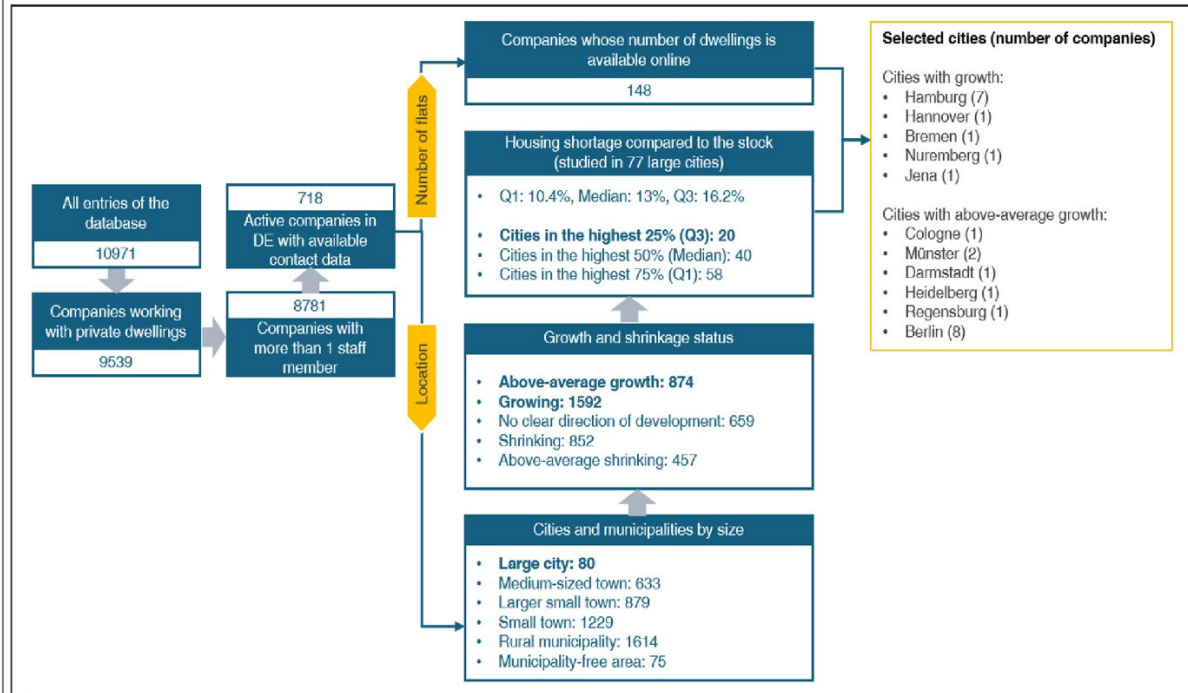 All entries of the
database
10971
Companies working
with private dwellings
9539
718
Active companies in
DE with available
contact data
8781
Companies with
more than 1 staff
member
Number of flats
Location
Companies whose number of dwellings is
available online
148
Housing shortage compared to the stock
(studied in 77 large cities)
• Q1: 10.4%, Median: 13%, Q3: 16.2%
• Cities in the highest 25% (Q3): 20
• Cities in the highest 50% (Median): 40
• Cities in the highest 75% (Q1): 58
Growth and shrinkage status
• Above-average growth: 874
• Growing: 1592
• No clear direction of development: 659
• Shrinking: 852
• Above-average shrinking: 457
Cities and municipalities by size
• Large city: 80
• Medium-sized town: 633
• Larger small town: 879
• Small town: 1229
• Rural municipality: 1614
• Municipality-free area: 75
Selected cities (number of companies)
Cities with growth:
• Hamburg (7)
• Hannover (1)
• Bremen (1)
• Nuremberg (1)
• Jena (1)
Cities with above-average growth:
• Cologne (1)
• Münster (2)
• Darmstadt (1)
• Heidelberg (1)
• Regensburg (1)
• Berlin (8)